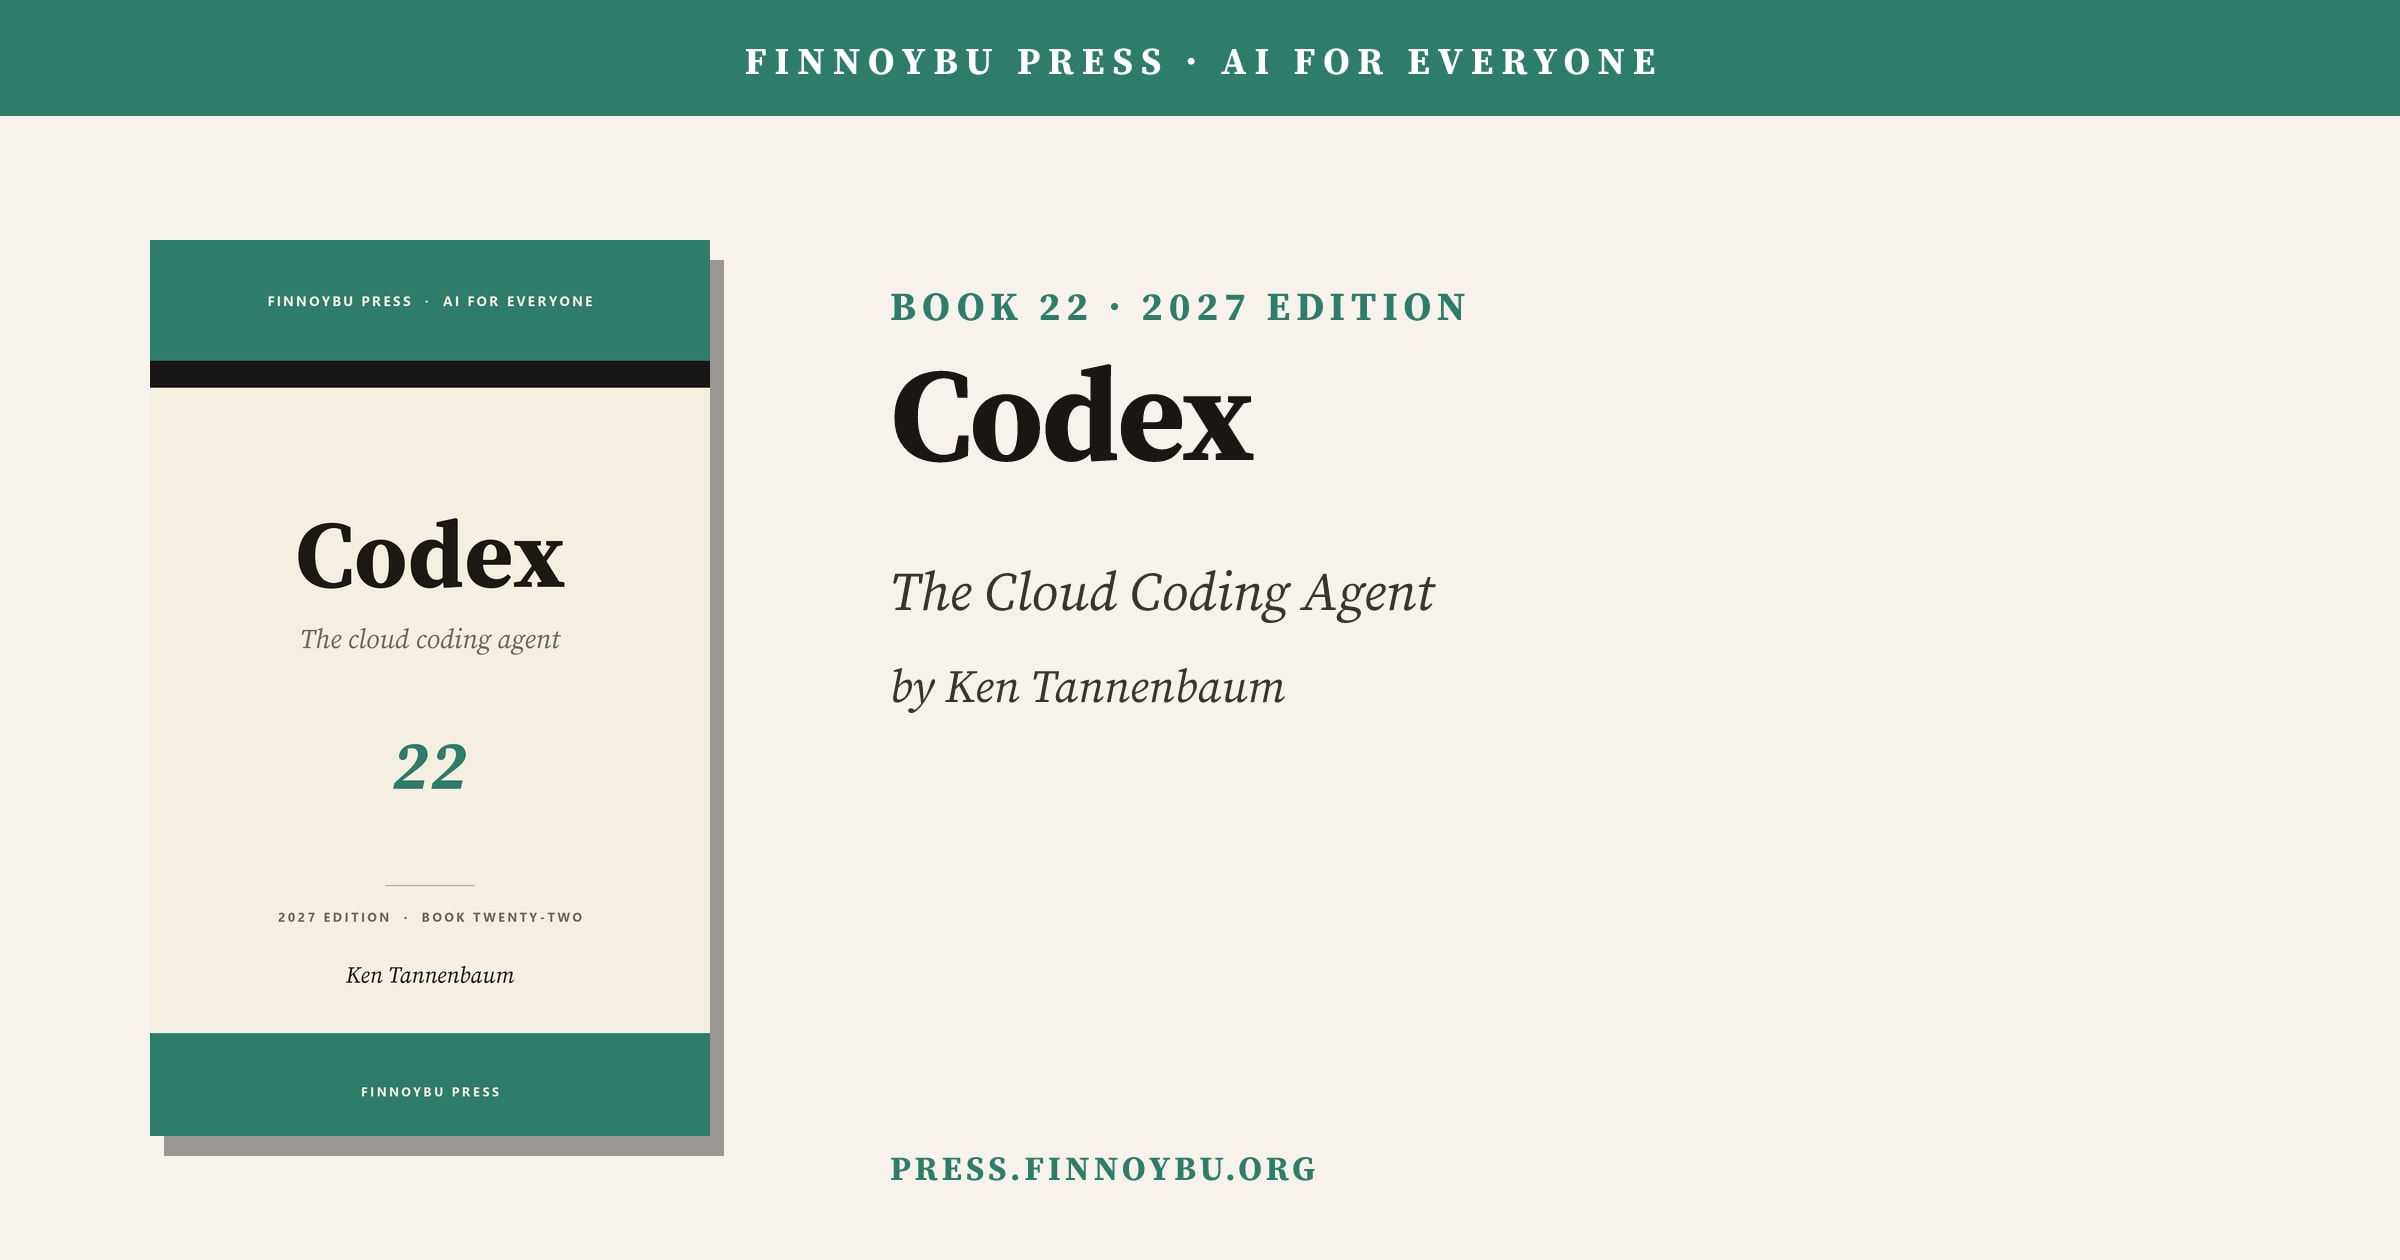 FINNOYBU PRESS · AI FOR EVERYONE
FINNOYBU PRESS · AI FOR EVERYONE
Codex
The cloud coding agent
22
2027 EDITION · BOOK TWENTY-TWO
Ken Tannenbaum
FINNOYBU PRESS
BOOK 22 · 2027 EDITION
Codex
The Cloud Coding Agent
by Ken Tannenbaum
PRESS.FINNOYBU.ORG